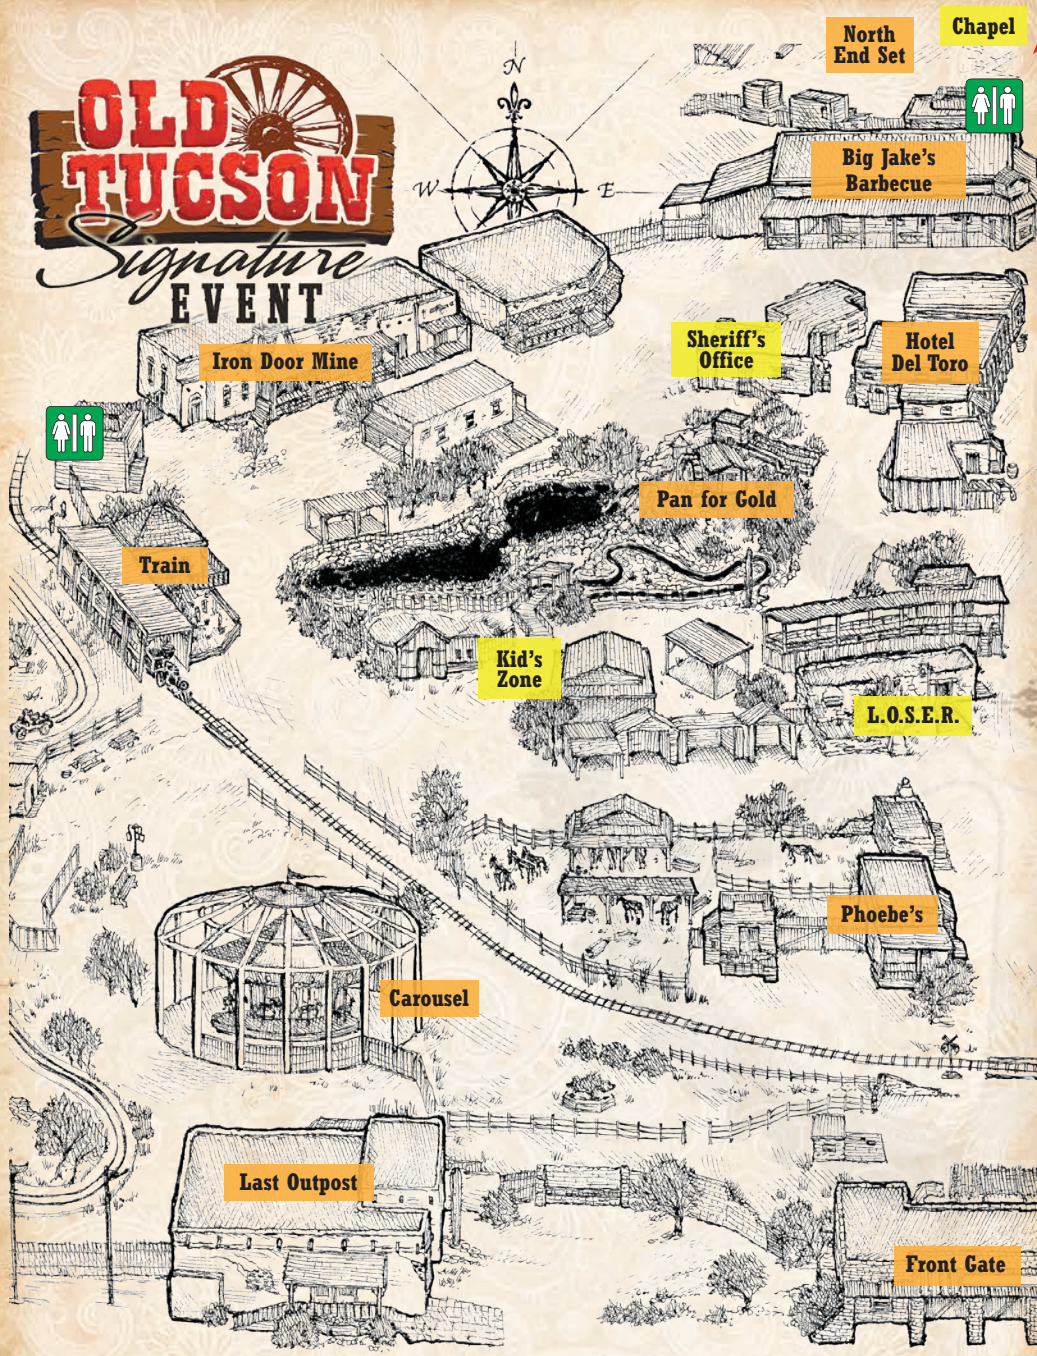 North
End Set
Chapel
OLD
TUCSON
Signature
EVENT
N
W
E
Big Jake's
Barbecue
Sheriff's
Office
Hotel
Del Toro
Iron Door Mine
Pan for Gold
Train
Kid's
Zone
L.O.S.E.R.
Phoebe's
Carousel
Last Outpost
Front Gate